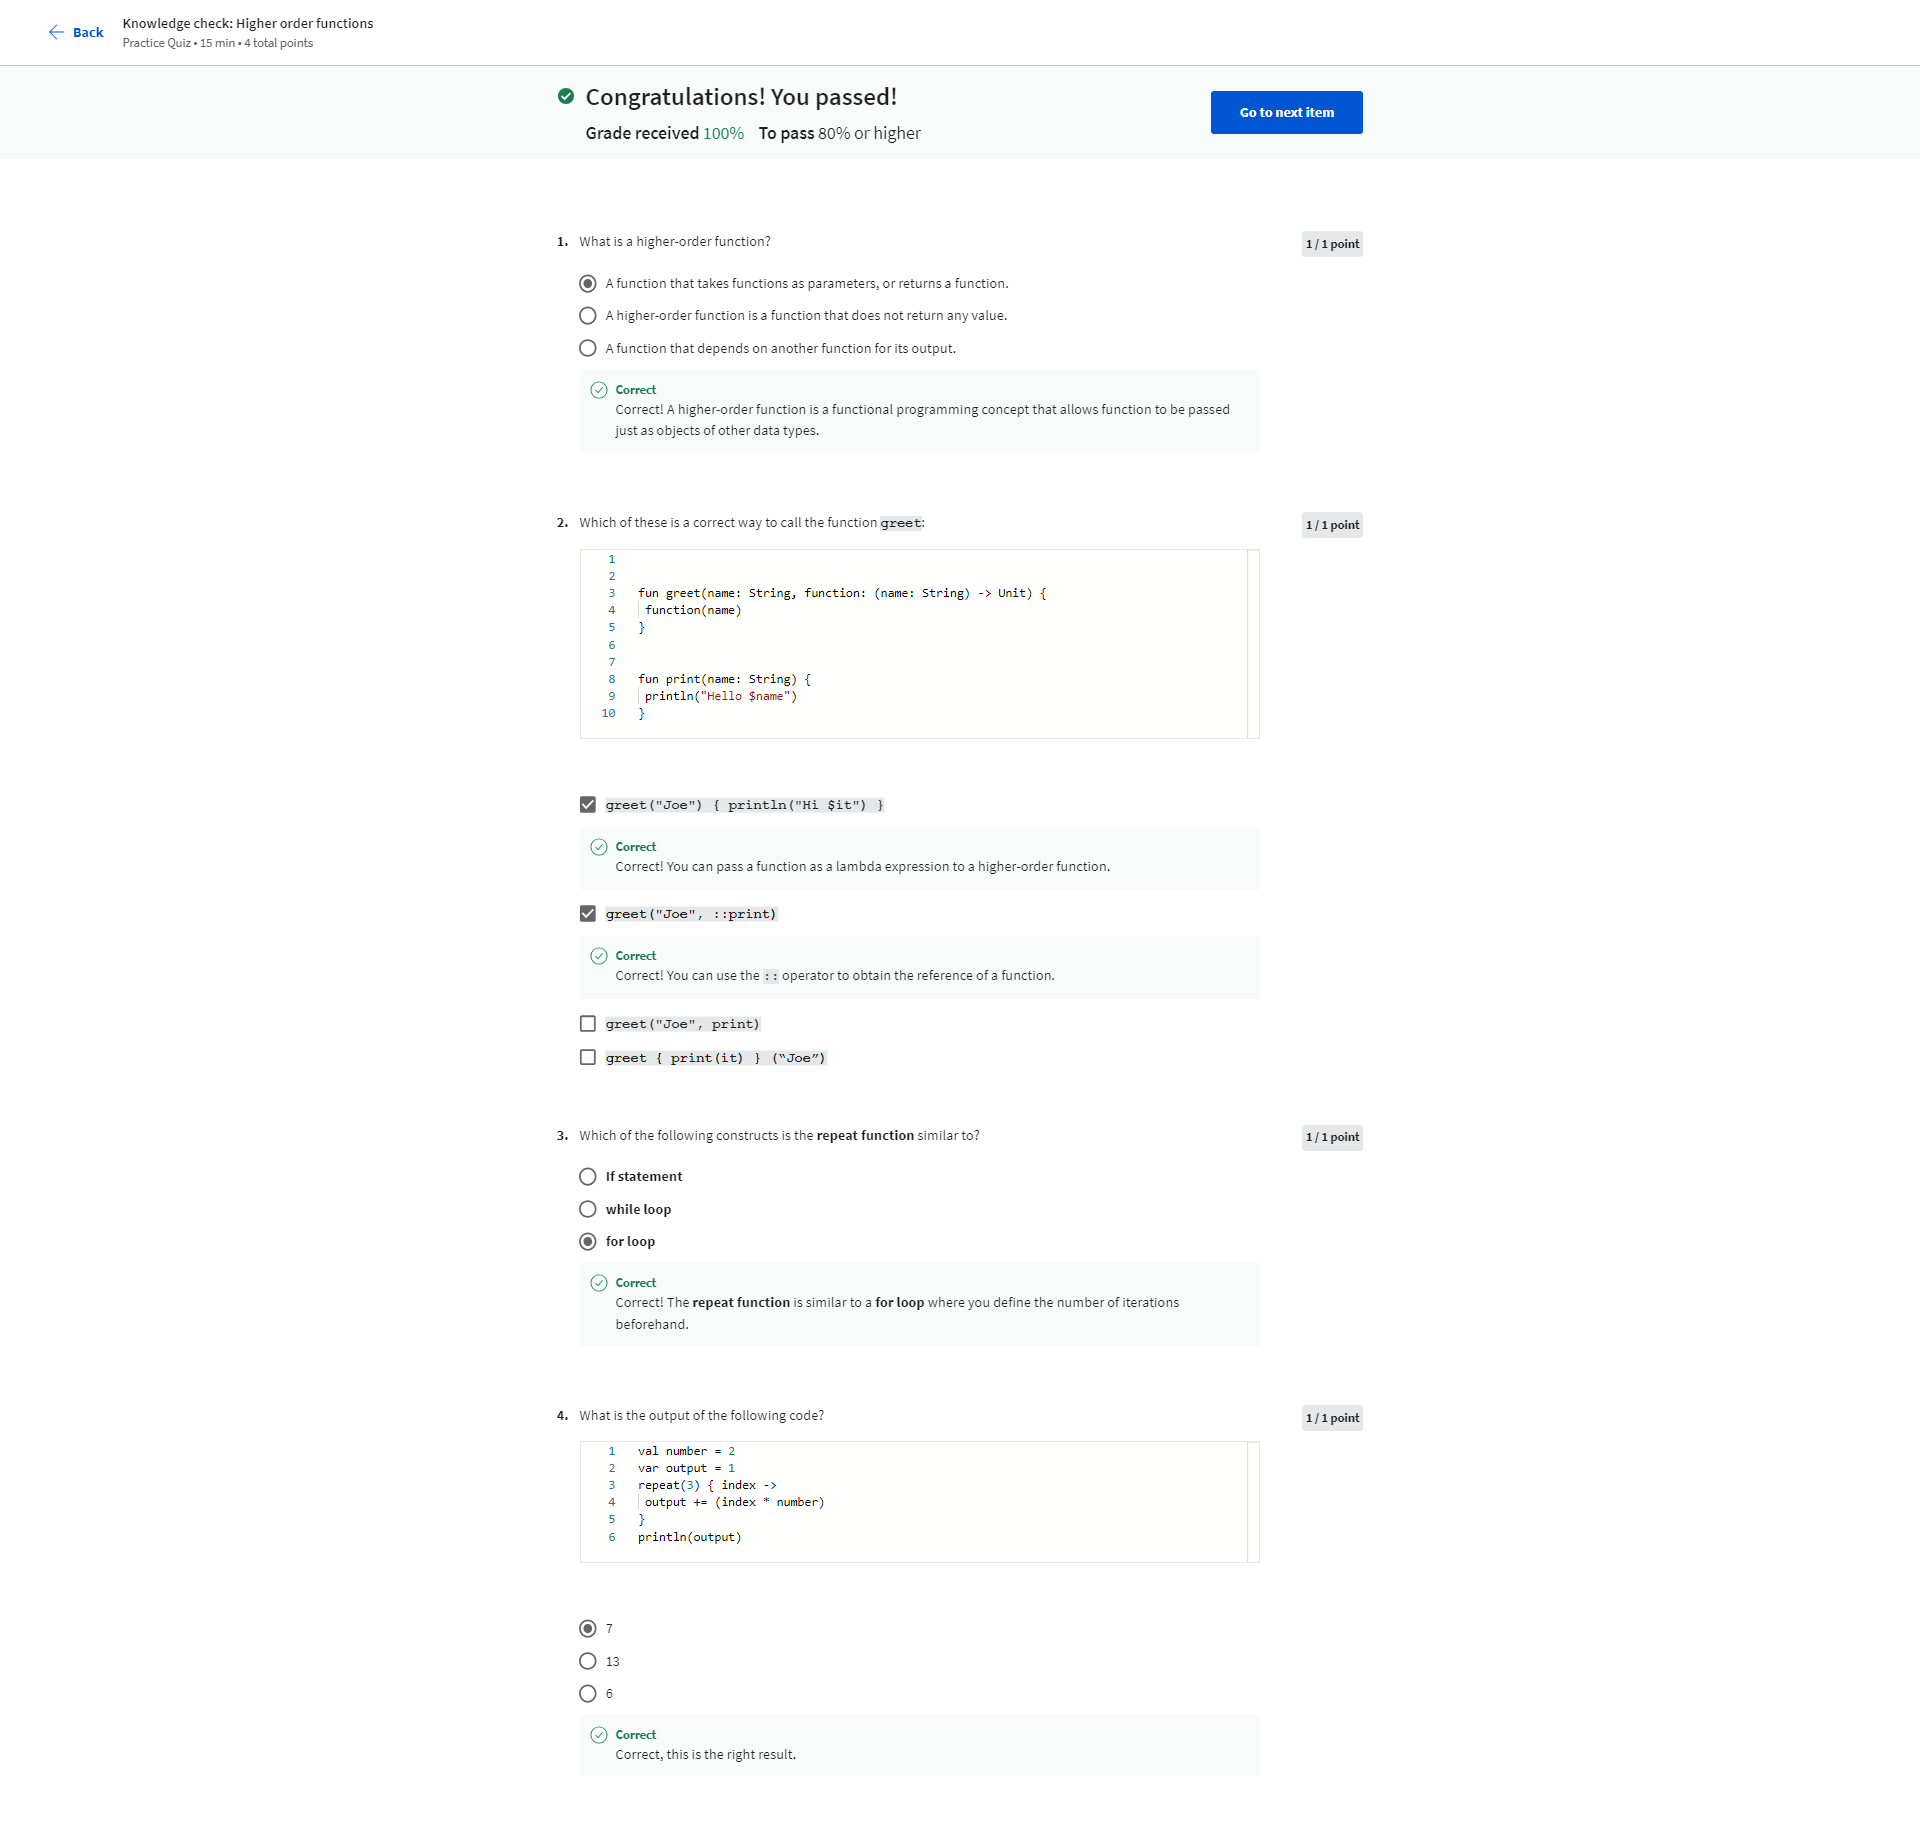 Back
Knowledge check: Higher order functions
Practice Quiz • 15 min • 4 total points
Congratulations! You passed!
Grade received 100% To pass 80% or higher
Go to next item
1. What is a higher-order function?
1 / 1 point
A function that takes functions as parameters, or returns a function.
A higher-order function is a function that does not return any value.
A function that depends on another function for its output.
Correct
Correct! A higher-order function is a functional programming concept that allows function to be passed
just as objects of other data types.
2. Which of these is a correct way to call the function greet:
1 / 1 point
1
2
3 fun greet(name: String, function: (name: String) -> Unit) {
4 function(name)
5 }
6
7
8 fun print(name: String) {
9 println("Hello $name")
10 }
greet("Joe") { println("Hi $it") }
Correct
Correct! You can pass a function as a lambda expression to a higher-order function.
greet("Joe", ::print)
Correct
Correct! You can use the :: operator to obtain the reference of a function.
greet("Joe", print)
greet { print(it) } (“Joe”)
3. Which of the following constructs is the repeat function similar to?
1 / 1 point
If statement
while loop
for loop
Correct
Correct! The repeat function is similar to a for loop where you define the number of iterations
beforehand.
4. What is the output of the following code?
1 / 1 point
1 val number = 2
2 var output = 1
3 repeat(3) { index ->
4 output += (index * number)
5 }
6 println(output)
7
13
6
Correct
Correct, this is the right result.